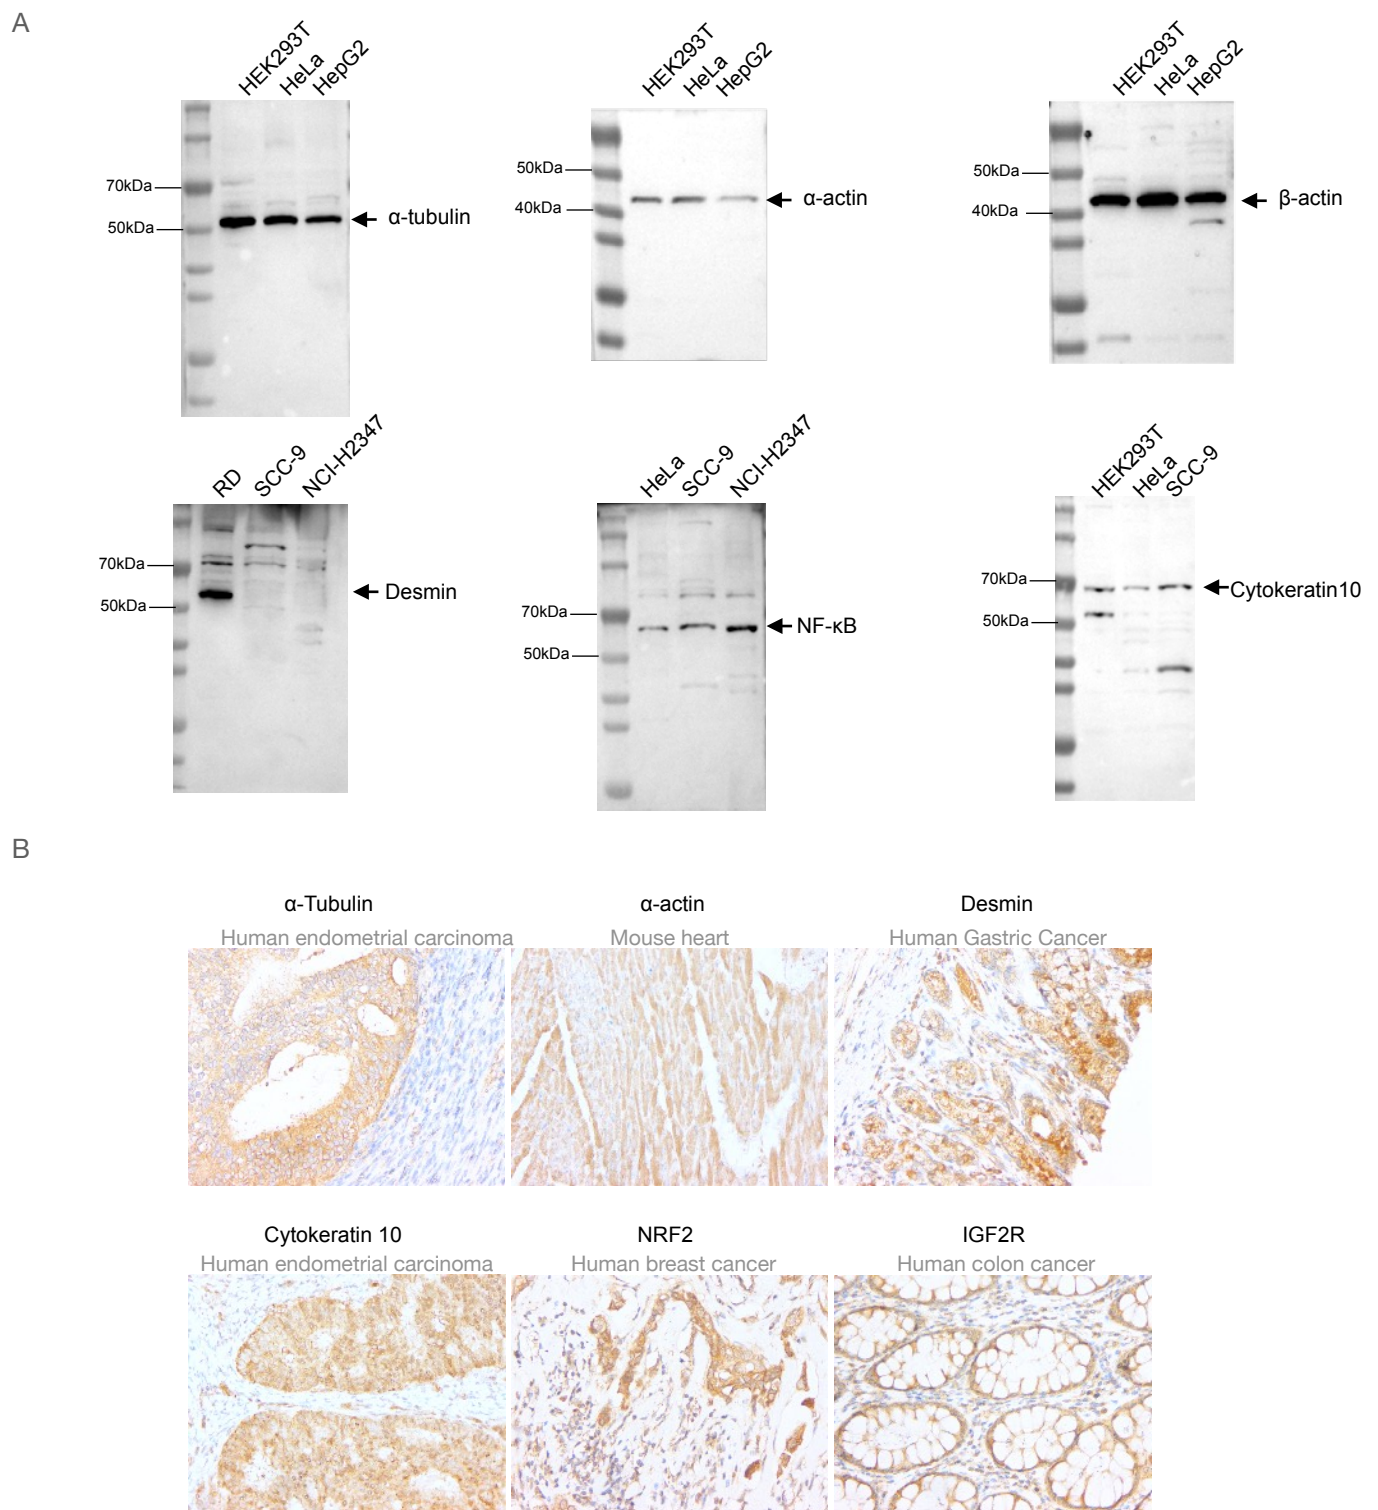 A
HEK293T
HeLa
HepG2
70kDa
50kDa
α-tubulin
HEK293T
HeLa
HepG2
50kDa
40kDa
α-actin
HEK293T
HeLa
HepG2
50kDa
40kDa
β-actin
RD
SCC-9
NCI-H2347
70kDa
50kDa
Desmin
HeLa
SCC-9
NCI-H2347
70kDa
50kDa
NF-κB
HEK293T
HeLa
SCC-9
70kDa
50kDa
Cytokeratin10
B
α-Tubulin
Human endometrial carcinoma
α-actin
Mouse heart
Desmin
Human Gastric Cancer
Cytokeratin 10
Human endometrial carcinoma
NRF2
Human breast cancer
IGF2R
Human colon cancer